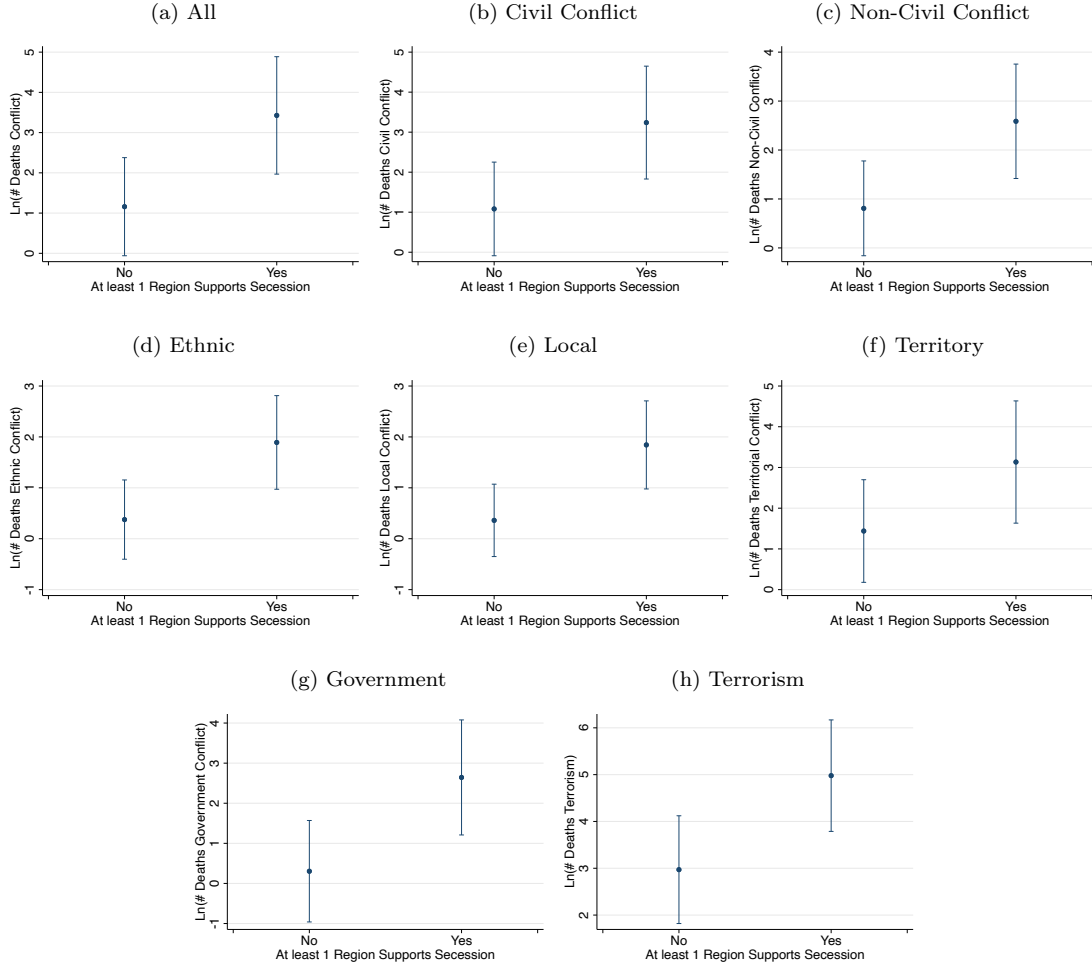 (a) All
Ln(# Deaths Conflict)
5
4
3
2
1
0
No
Yes
At least 1 Region Supports Secession
(b) Civil Conflict
Ln(# Deaths Civil Conflict)
5
4
3
2
1
0
No
Yes
At least 1 Region Supports Secession
(c) Non-Civil Conflict
Ln(# Deaths Non-Civil Conflict)
4
3
2
1
0
No
Yes
At least 1 Region Supports Secession
(d) Ethnic
Ln(# Deaths Ethnic Conflict)
3
2
1
0
-1
No
Yes
At least 1 Region Supports Secession
(e) Local
Ln(# Deaths Local Conflict)
3
2
1
0
-1
No
Yes
At least 1 Region Supports Secession
(f) Territory
Ln(# Deaths Territorial Conflict)
5
4
3
2
1
0
No
Yes
At least 1 Region Supports Secession
(g) Government
Ln(# Deaths Government Conflict)
4
3
2
1
0
-1
No
Yes
At least 1 Region Supports Secession
(h) Terrorism
Ln(# Deaths Terrorism)
6
5
4
3
2
No
Yes
At least 1 Region Supports Secession